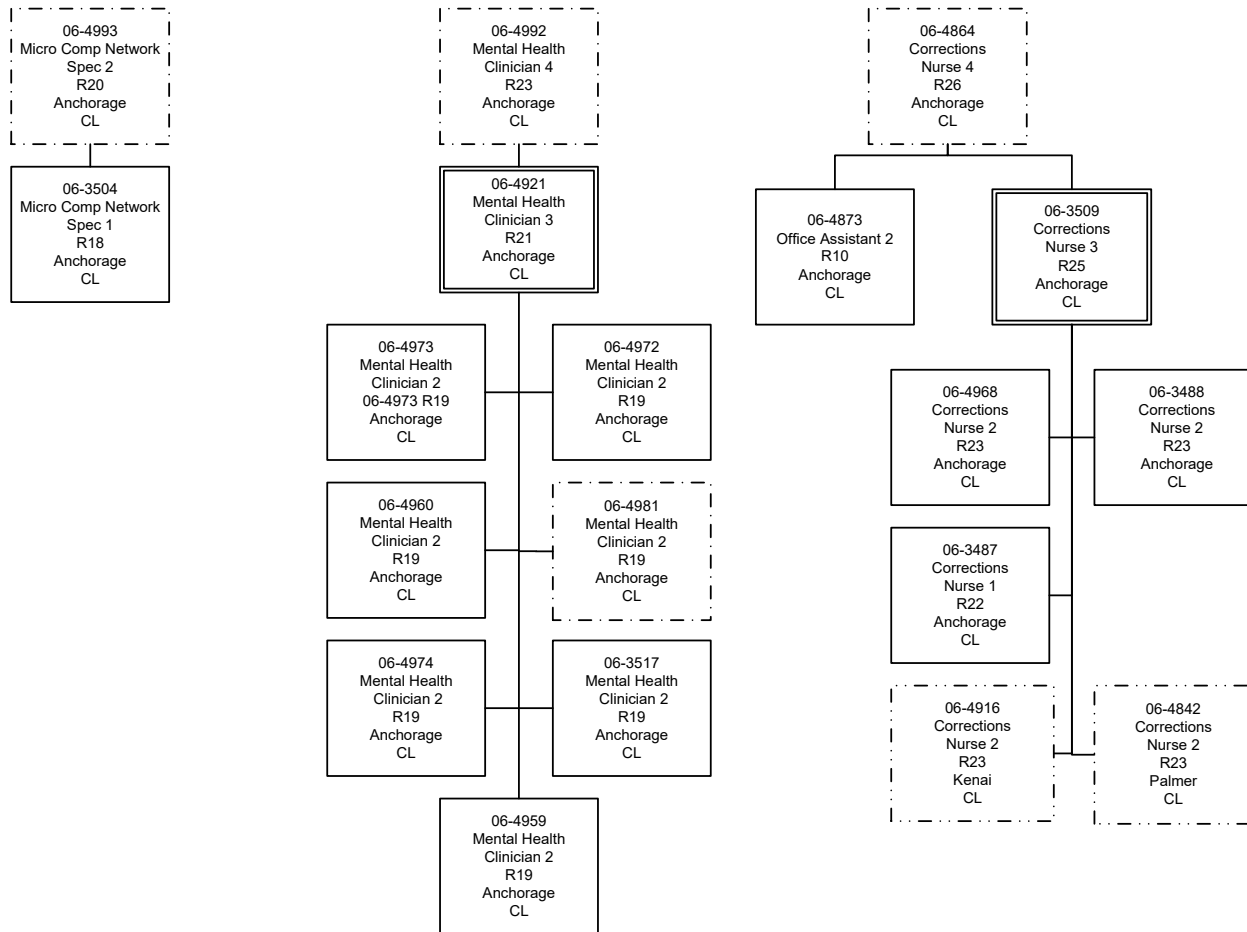 06-4993
Micro Comp Network
Spec 2
R20
Anchorage
CL
06-3504
Micro Comp Network
Spec 1
R18
Anchorage
CL
06-4992
Mental Health
Clinician 4
R23
Anchorage
CL
06-4921
Mental Health
Clinician 3
R21
Anchorage
CL
06-4973
Mental Health
Clinician 2
06-4973 R19
Anchorage
CL
06-4972
Mental Health
Clinician 2
R19
Anchorage
CL
06-4960
Mental Health
Clinician 2
R19
Anchorage
CL
06-4981
Mental Health
Clinician 2
R19
Anchorage
CL
06-4974
Mental Health
Clinician 2
R19
Anchorage
CL
06-3517
Mental Health
Clinician 2
R19
Anchorage
CL
06-4959
Mental Health
Clinician 2
R19
Anchorage
CL
06-4864
Corrections
Nurse 4
R26
Anchorage
CL
06-4873
Office Assistant 2
R10
Anchorage
CL
06-3509
Corrections
Nurse 3
R25
Anchorage
CL
06-4968
Corrections
Nurse 2
R23
Anchorage
CL
06-3488
Corrections
Nurse 2
R23
Anchorage
CL
06-3487
Corrections
Nurse 1
R22
Anchorage
CL
06-4916
Corrections
Nurse 2
R23
Kenai
CL
06-4842
Corrections
Nurse 2
R23
Palmer
CL